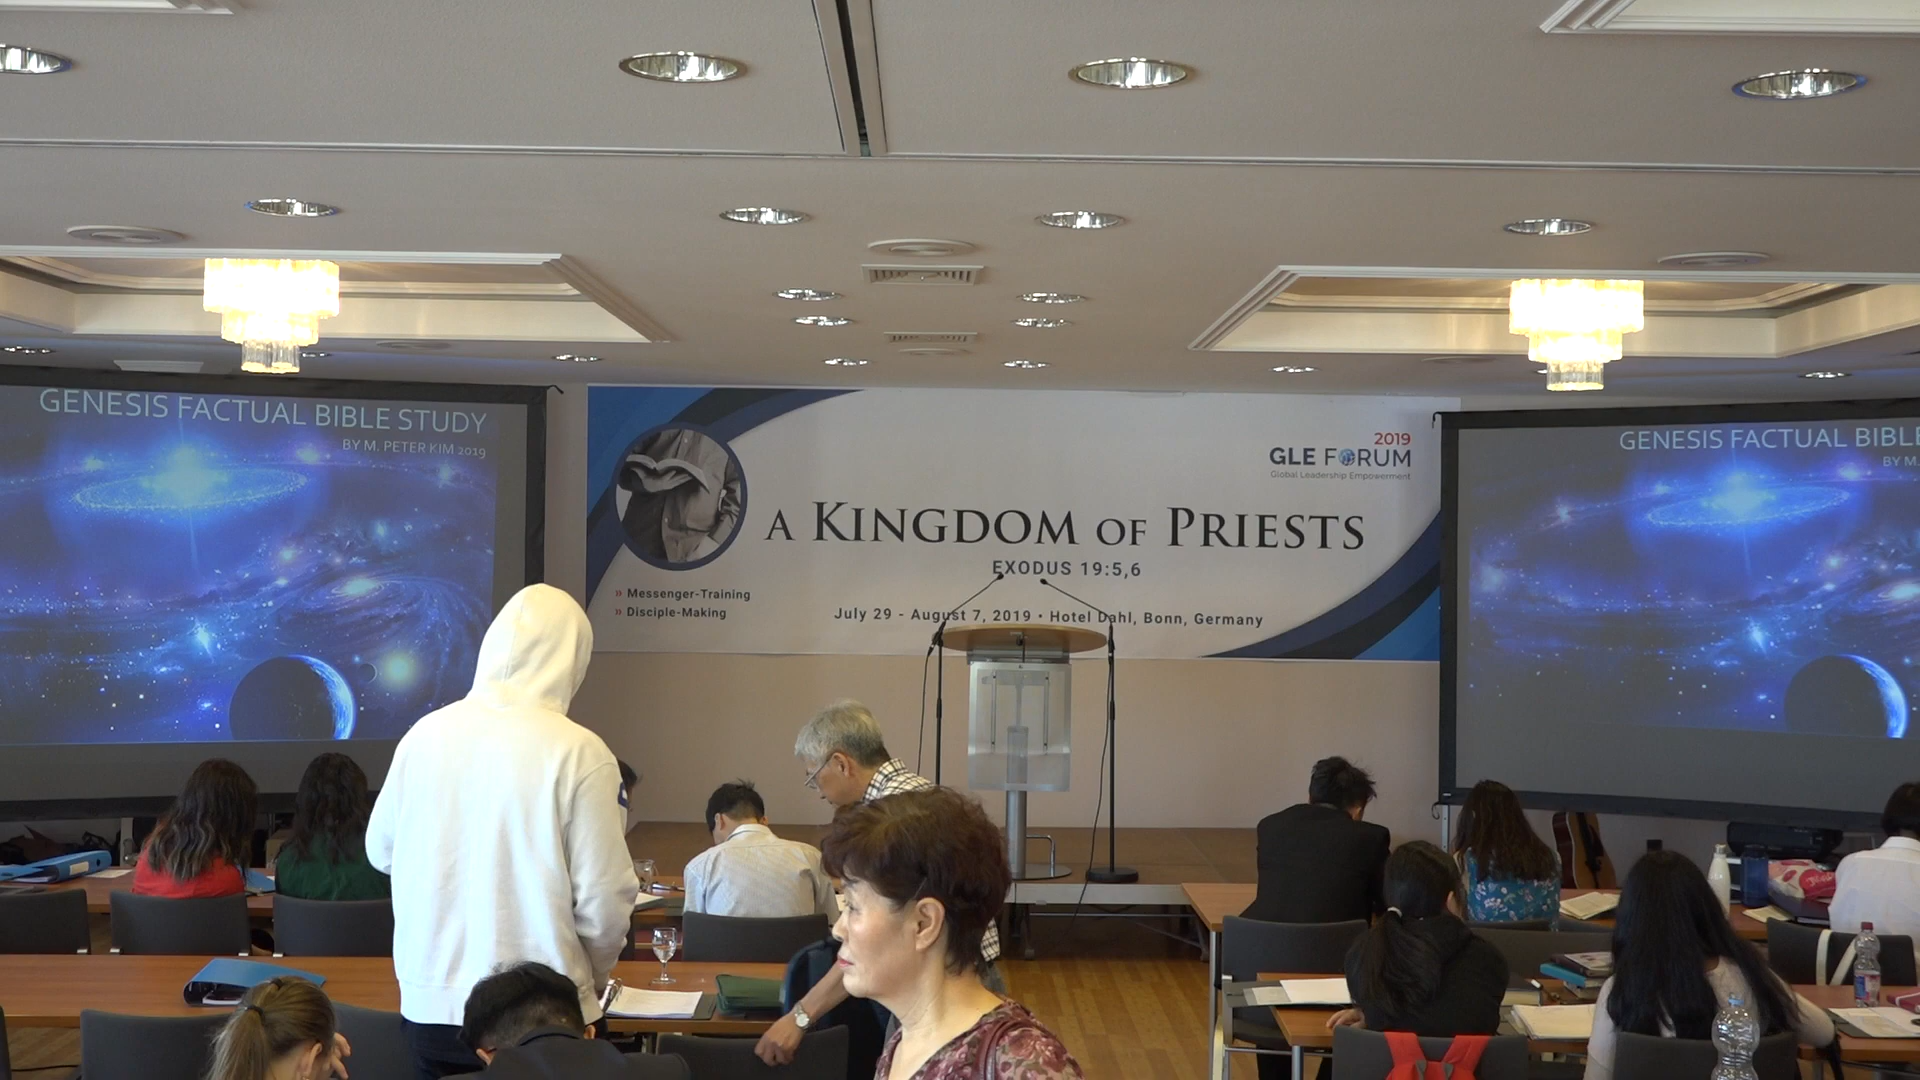 GENESIS FACTUAL BIBLE STUDY
BY M. PETER KIM 2019
2019
GLE FORUM
Global Leadership Empowerment
A KINGDOM OF PRIESTS
EXODUS 19:5,6
» Messenger-Training
» Disciple-Making
July 29 - August 7, 2019 • Hotel Dahl, Bonn, Germany
GENESIS FACTUAL BIBLE
BY M.